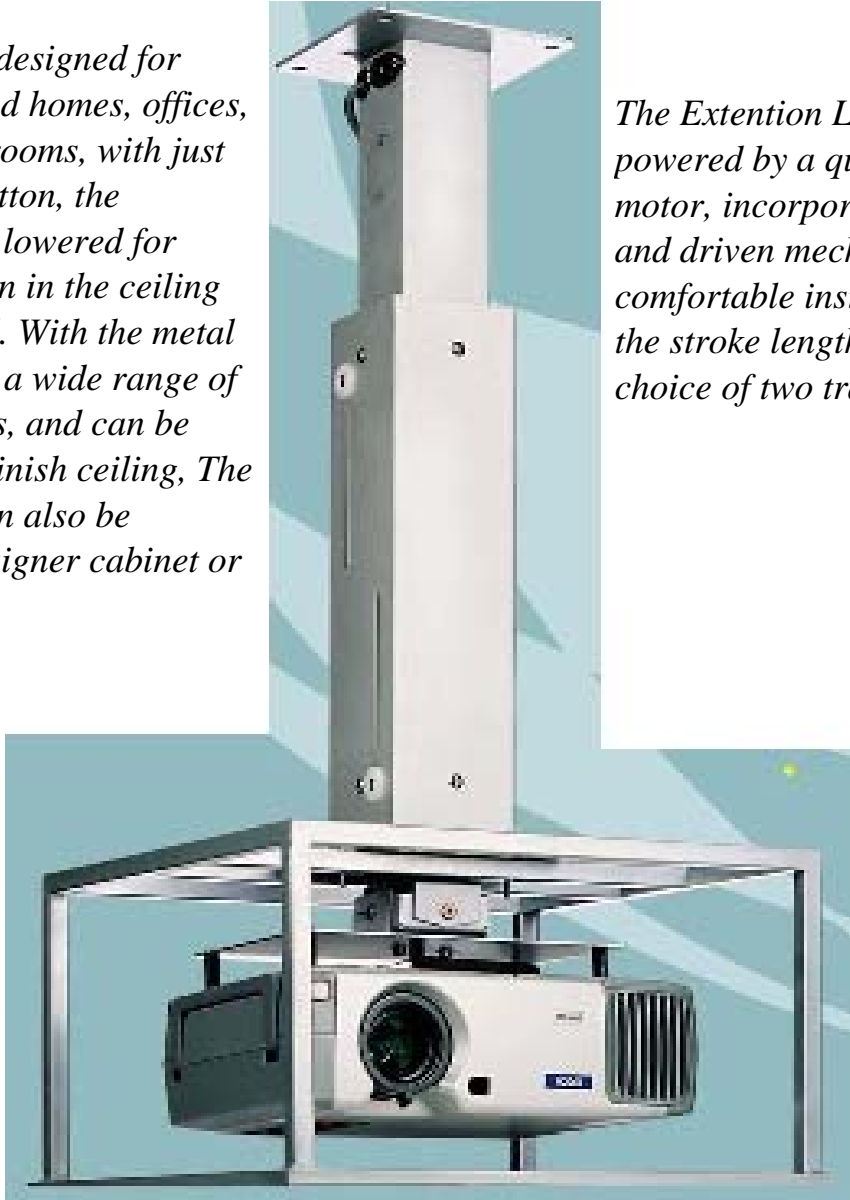 designed for
d homes, offices,
rooms, with just
tton, the
lowered for
n in the ceiling
. With the metal
a wide range of
s, and can be
inish ceiling, The
n also be
igner cabinet or
The Extention L
powered by a qu
motor, incorpor
and driven mech
comfortable ins
the stroke length
choice of two tra